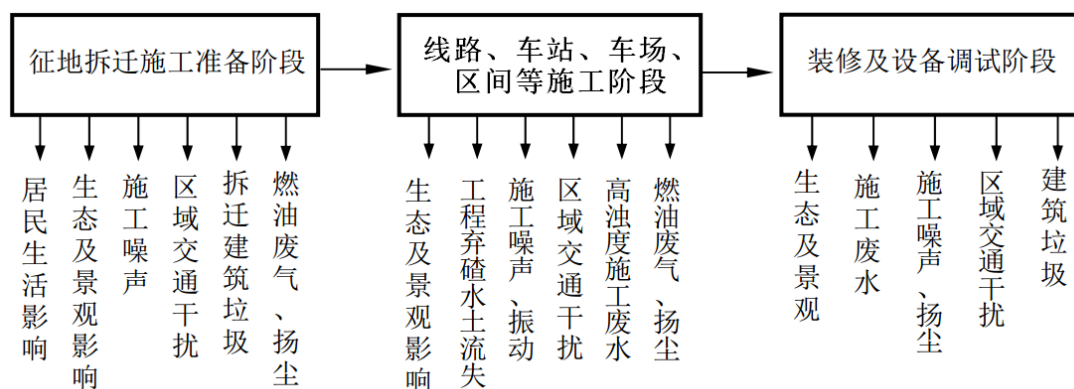 征地拆迁施工准备阶段
线路、车站、车场、
区间等施工阶段
装修及设备调试阶段
居民生活影响
生态及景观影响
施工噪声
区域交通干扰
拆迁建筑垃圾
燃油废气、扬尘
生态及景观影响
工程弃碴水土流失
施工噪声、振动
区域交通干扰
高浊度施工废水
燃油废气、扬尘
生态及景观
施工废水
施工噪声、扬尘
区域交通干扰
建筑垃圾